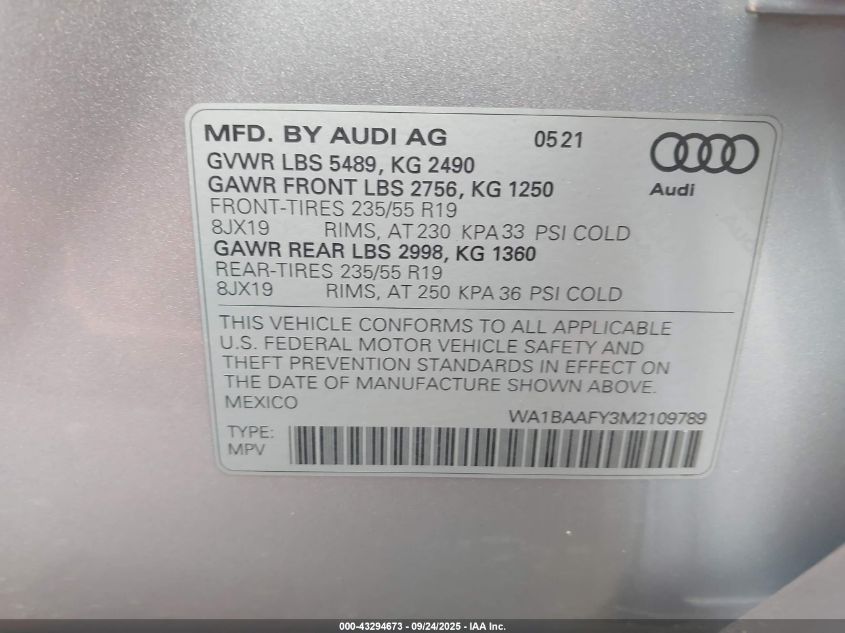 MFD. BY AUDI AG 0521
GVWR LBS 5489, KG 2490
GAWR FRONT LBS 2756, KG 1250
FRONT-TIRES 235/55 R19
8JX19 RIMS, AT 230 KPA 33 PSI COLD
GAWR REAR LBS 2998, KG 1360
REAR-TIRES 235/55 R19
8JX19 RIMS, AT 250 KPA 36 PSI COLD
Audi
THIS VEHICLE CONFORMS TO ALL APPLICABLE
U.S. FEDERAL MOTOR VEHICLE SAFETY AND
THEFT PREVENTION STANDARDS IN EFFECT ON
THE DATE OF MANUFACTURE SHOWN ABOVE.
MEXICO
WA1BAAFY3M2109789
TYPE:
MPV
000-43294673 - 09/24/2025 - IAA Inc.